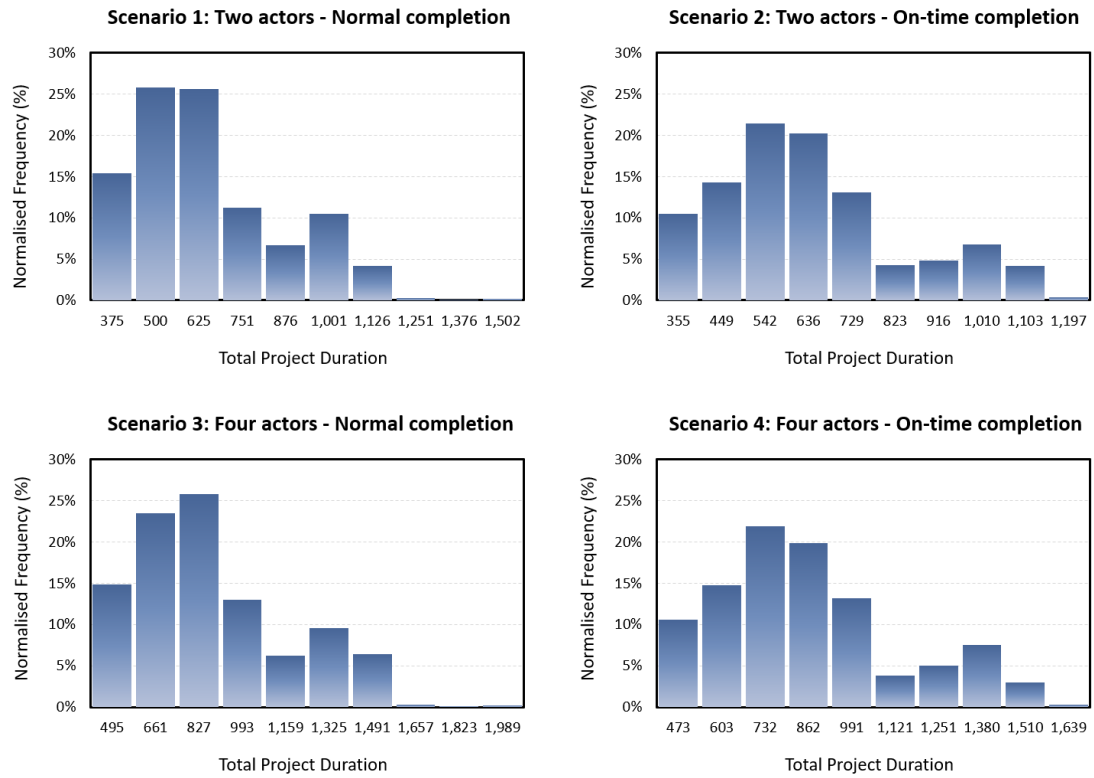 Scenario 1: Two actors - Normal completion
Normalised Frequency (%)
30%
25%
20%
15%
10%
5%
0%
375 500 625 751 876 1,001 1,126 1,251 1,376 1,502
Total Project Duration
Scenario 2: Two actors - On-time completion
Normalised Frequency (%)
30%
25%
20%
15%
10%
5%
0%
355 449 542 636 729 823 916 1,010 1,103 1,197
Total Project Duration
Scenario 3: Four actors - Normal completion
Normalised Frequency (%)
30%
25%
20%
15%
10%
5%
0%
495 661 827 993 1,159 1,325 1,491 1,657 1,823 1,989
Total Project Duration
Scenario 4: Four actors - On-time completion
Normalised Frequency (%)
30%
25%
20%
15%
10%
5%
0%
473 603 732 862 991 1,121 1,251 1,380 1,510 1,639
Total Project Duration